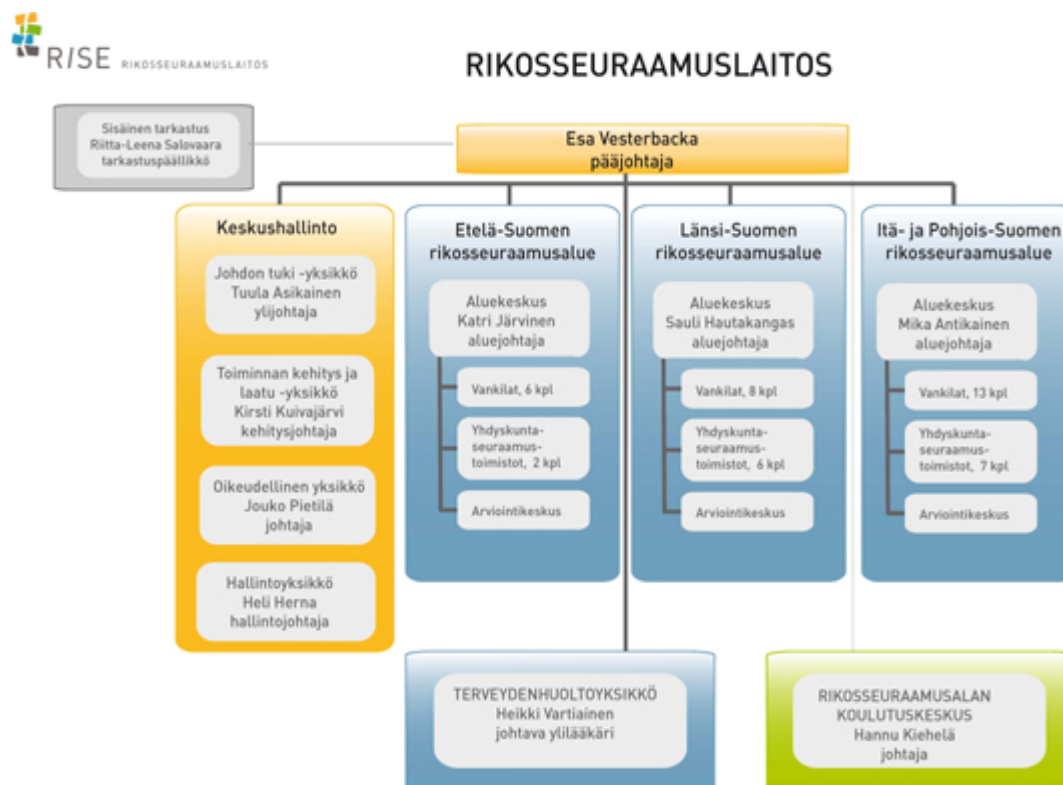 RISE RIKOSSEURAAMUSLAITOS
RIKOSSEURAAMUSLAITOS
Sisäinen tarkastus
Riitta-Leena Salovaara
tarkastuspäällikkö
Esa Vesterbacka
pääjohtaja
Keskushallinto
Johdon tuki -yksikkö
Tuula Asikainen
ylijohtaja
Toiminnan kehitys ja
laatu -yksikkö
Kirsti Kuivajärvi
kehitysjohtaja
Oikeudellinen yksikkö
Jouko Pietilä
johtaja
Hallintoyksikkö
Heli Herna
hallintojohtaja
Etelä-Suomen
rikosseuraamusalue
Aluekeskus
Katri Järvinen
aluejohtaja
Vankilat, 6 kpl
Yhdyskunta-
seuraamus-
toimistot, 2 kpl
Arviointikeskus
Länsi-Suomen
rikosseuraamusalue
Aluekeskus
Sauli Hautakangas
aluejohtaja
Vankilat, 8 kpl
Yhdyskunta-
seuraamus-
toimistot, 6 kpl
Arviointikeskus
Itä- ja Pohjois-Suomen
rikosseuraamusalue
Aluekeskus
Mika Antikainen
aluejohtaja
Vankilat, 13 kpl
Yhdyskunta-
seuraamus-
toimistot, 7 kpl
Arviointikeskus
TERVEYDENHUOLTOYKSIKKÖ
Heikki Vartiainen
johtava ylilääkäri
RIKOSSEURAAMUSALAN
KOULUTUSKESKUS
Hannu Kiehelä
johtaja